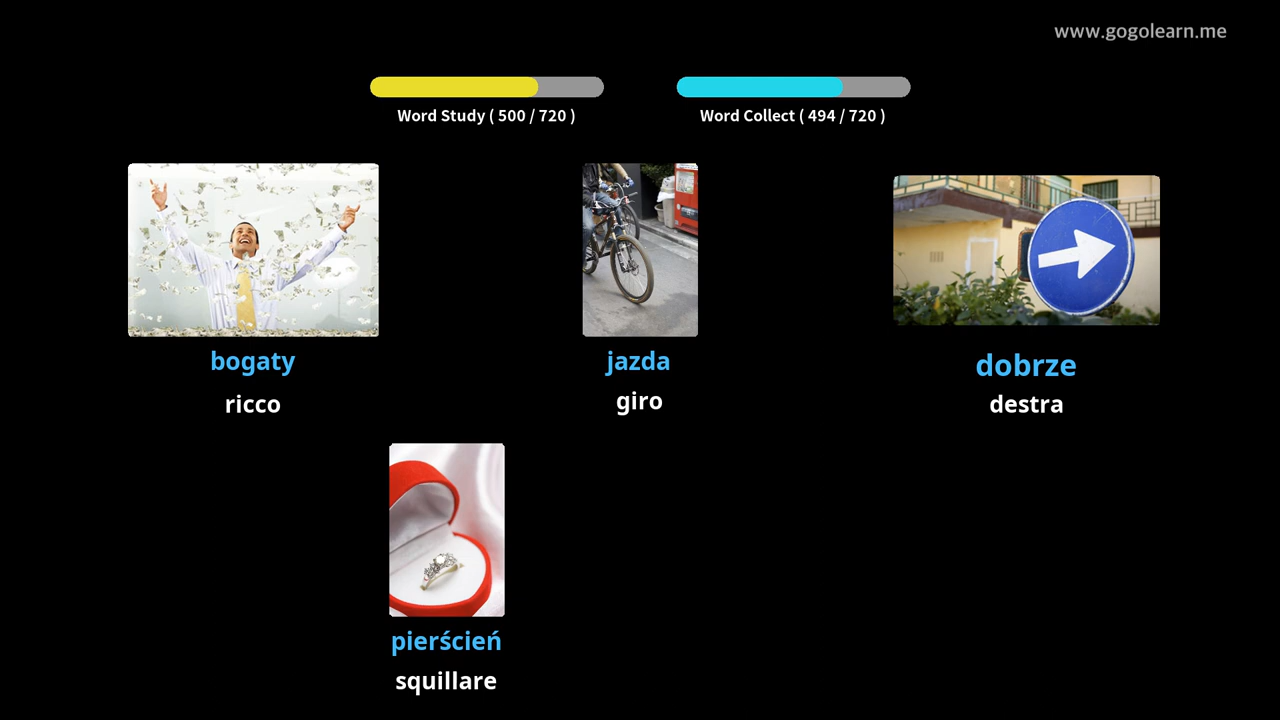 www.gogolearn.me
Word Study ( 500 / 720 )
Word Collect ( 494 / 720 )
bogaty
ricco
jazda
giro
dobrze
destra
pierścień
squillare